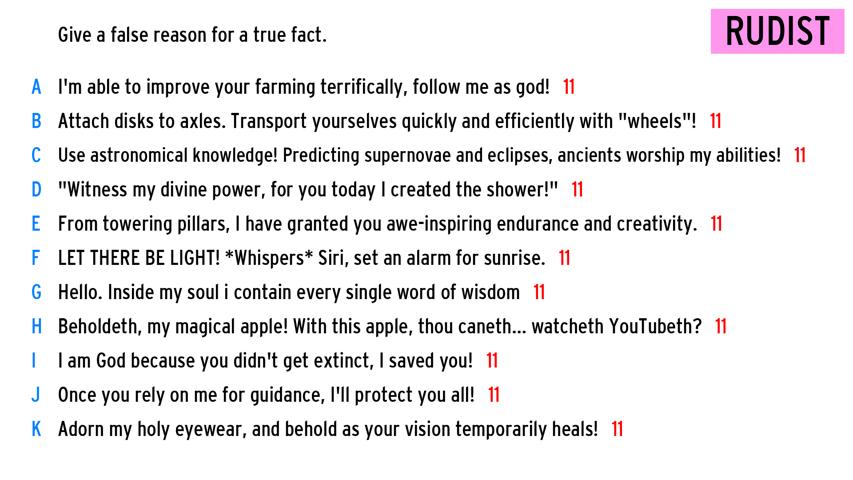 Give a false reason for a true fact.
RUDIST
A I'm able to improve your farming terrifically, follow me as god! 11
B Attach disks to axles. Transport yourselves quickly and efficiently with "wheels"! 11
C Use astronomical knowledge! Predicting supernovae and eclipses, ancients worship my abilities! 11
D "Witness my divine power, for you today I created the shower!" 11
E From towering pillars, I have granted you awe-inspiring endurance and creativity. 11
F LET THERE BE LIGHT! *Whispers* Siri, set an alarm for sunrise. 11
G Hello. Inside my soul i contain every single word of wisdom 11
H Beholdeth, my magical apple! With this apple, thou caneth... watcheth YouTubeth? 11
I I am God because you didn't get extinct, I saved you! 11
J Once you rely on me for guidance, I'll protect you all! 11
K Adorn my holy eyewear, and behold as your vision temporarily heals! 11